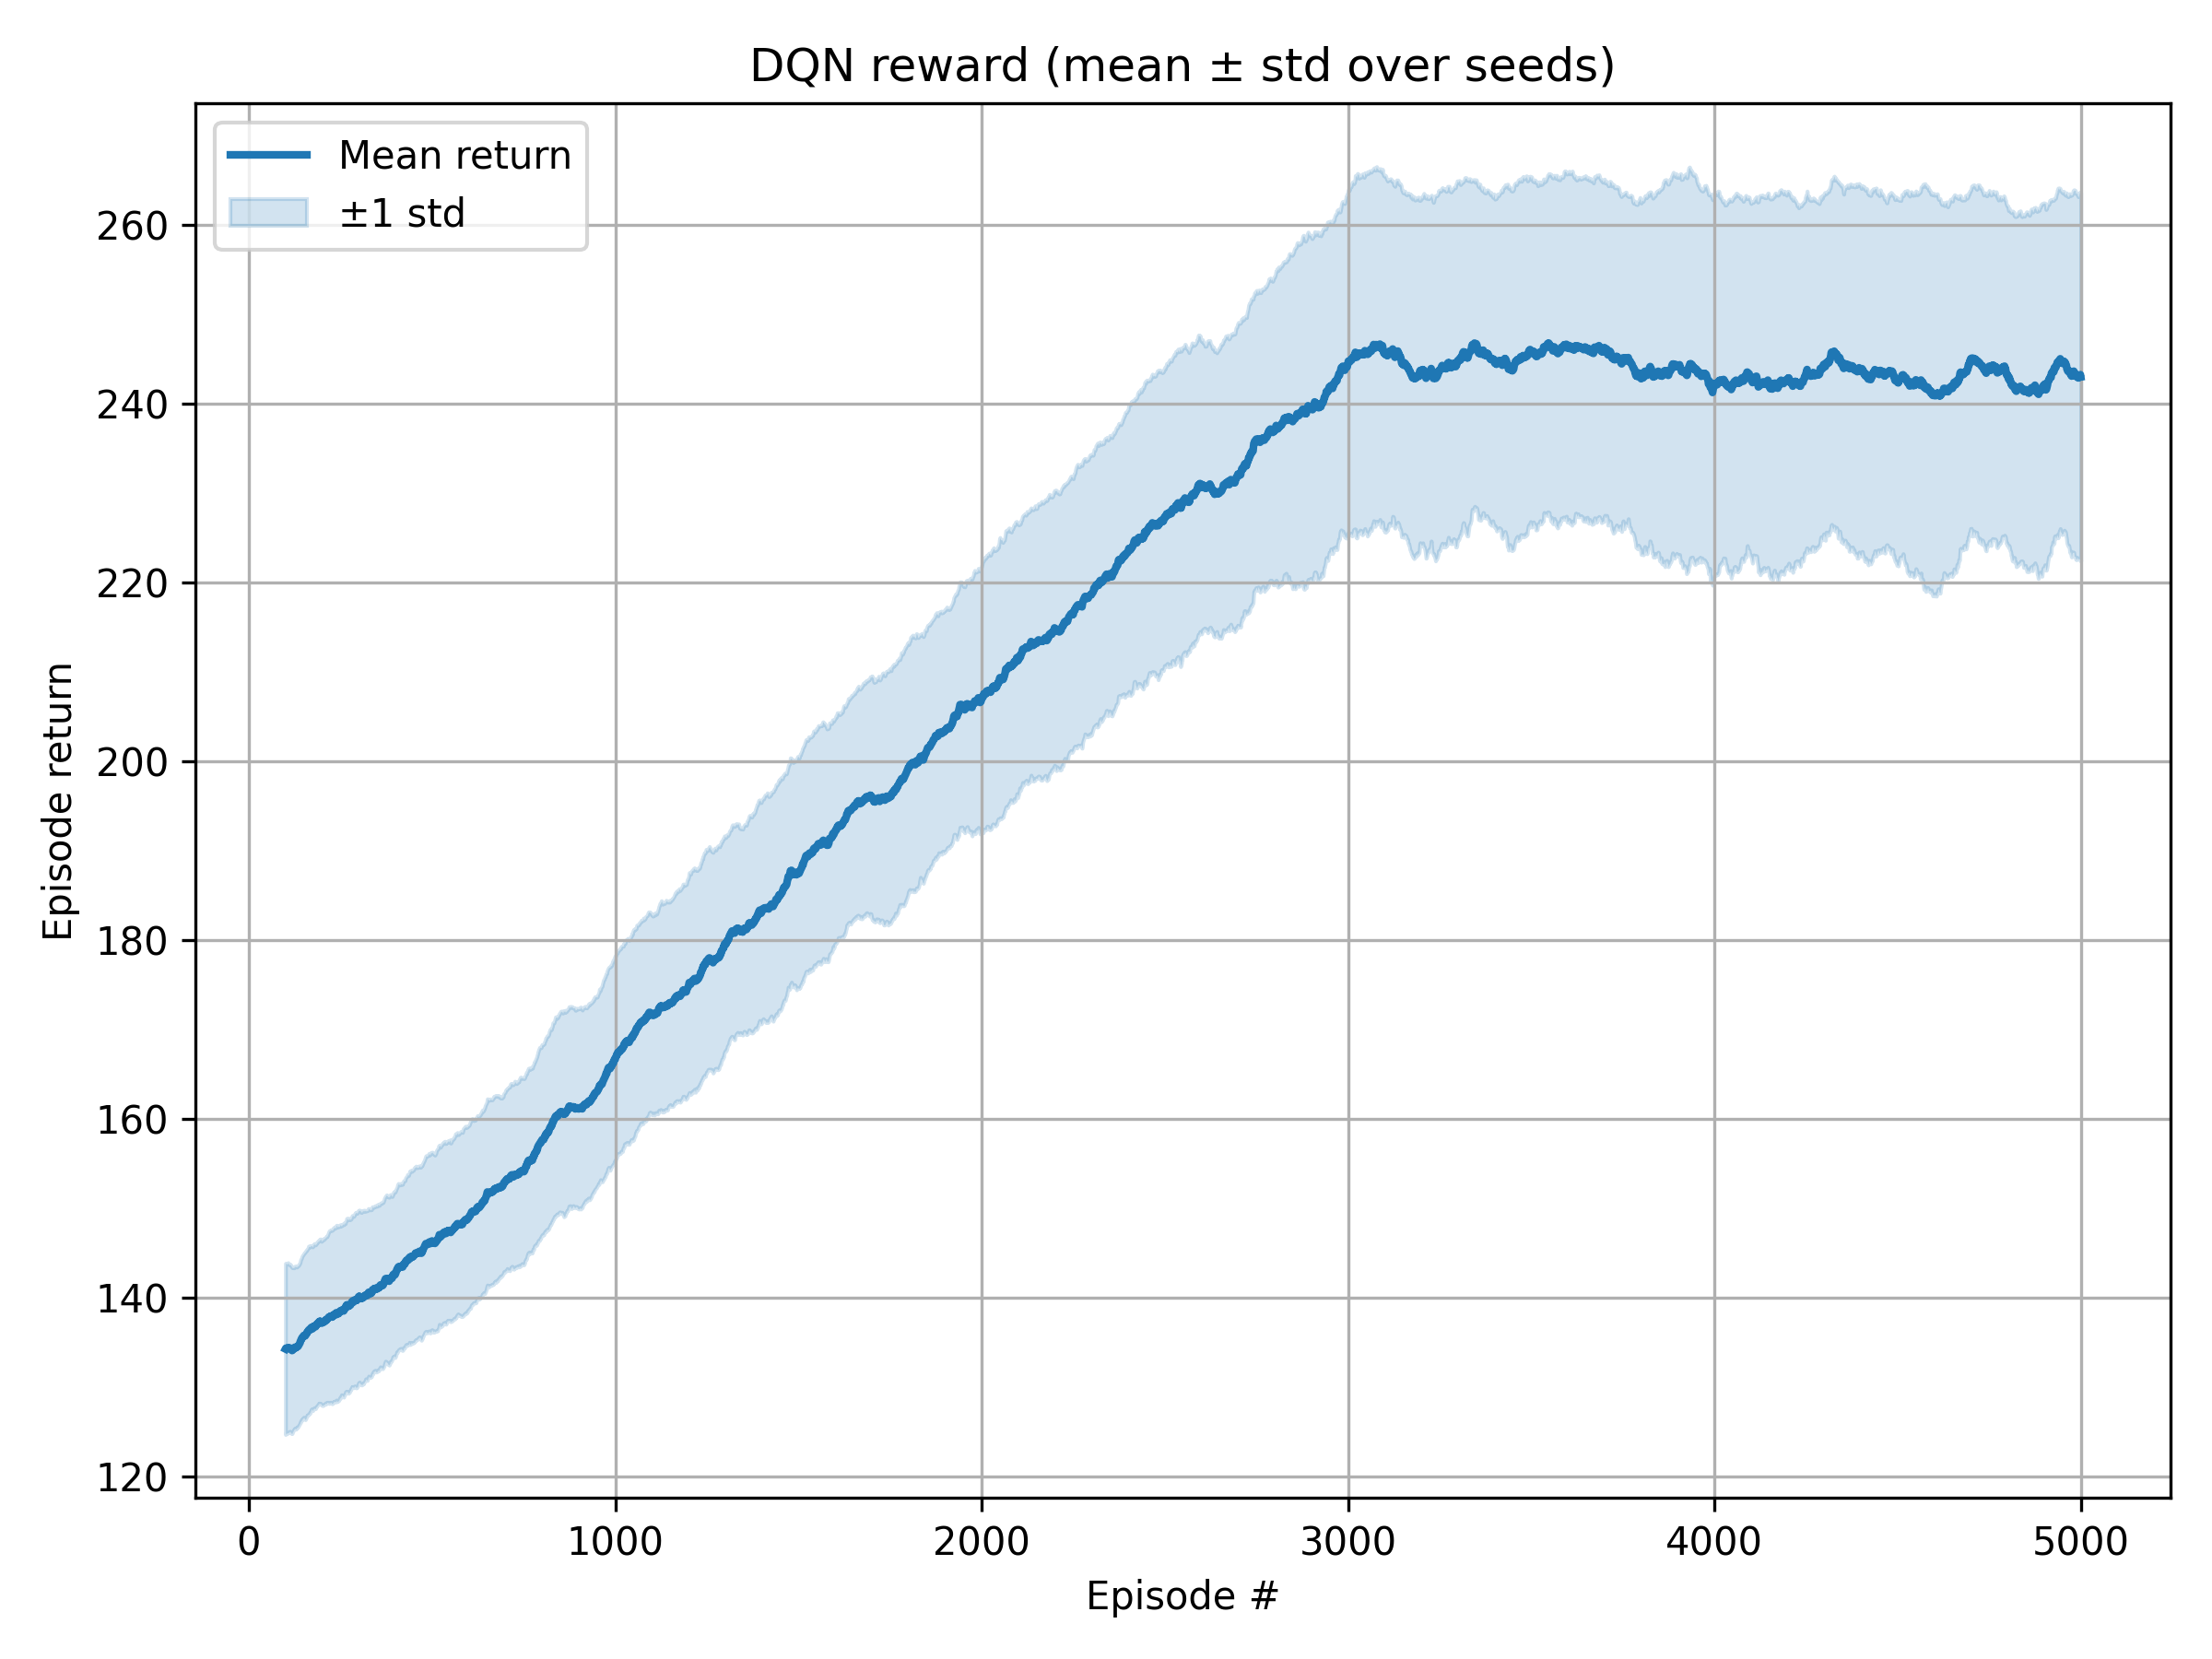 DQN reward (mean ± std over seeds)
Mean return
±1 std
Episode return
260
240
220
200
180
160
140
120
0 1000 2000 3000 4000 5000
Episode #